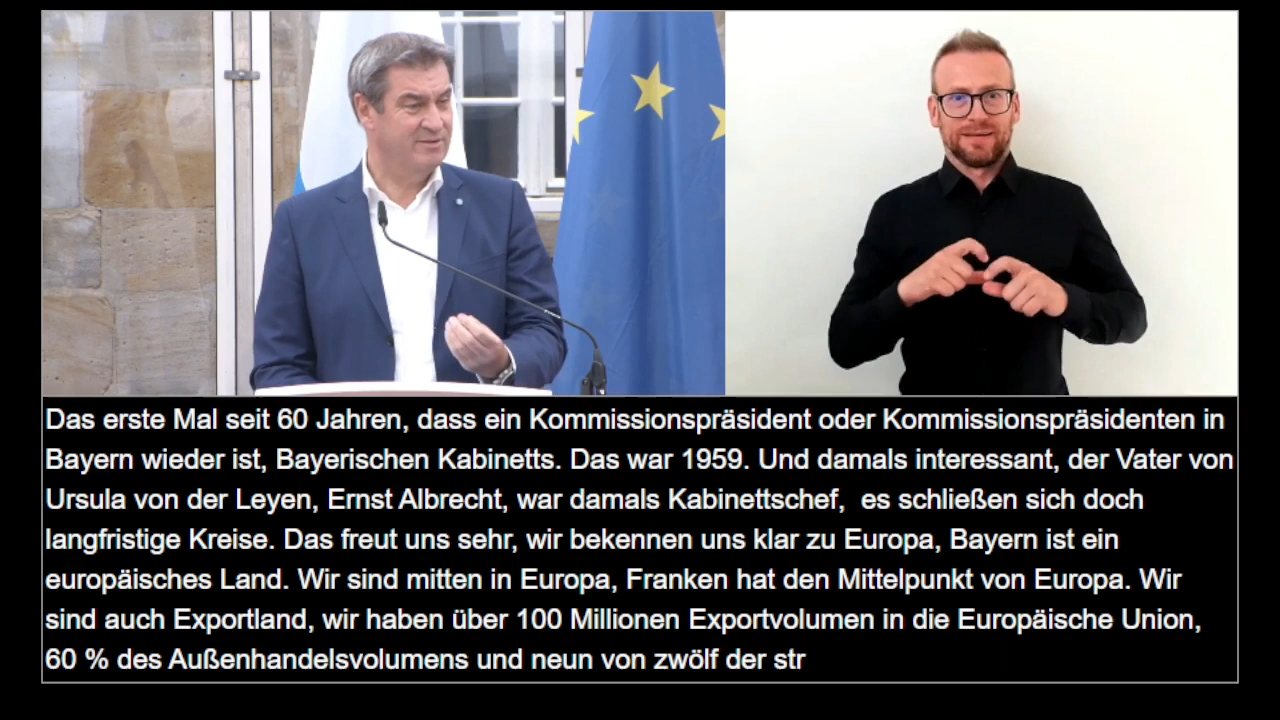 Das erste Mal seit 60 Jahren, dass ein Kommissionspräsident oder Kommissionspräsidenten in
Bayern wieder ist, Bayerischen Kabinetts. Das war 1959. Und damals interessant, der Vater von
Ursula von der Leyen, Ernst Albrecht, war damals Kabinettschef,  es schließen sich doch
langfristige Kreise. Das freut uns sehr, wir bekennen uns klar zu Europa, Bayern ist ein
europäisches Land. Wir sind mitten in Europa, Franken hat den Mittelpunkt von Europa. Wir
sind auch Exportland, wir haben über 100 Millionen Exportvolumen in die Europäische Union,
60 % des Außenhandelsvolumens und neun von zwölf der str